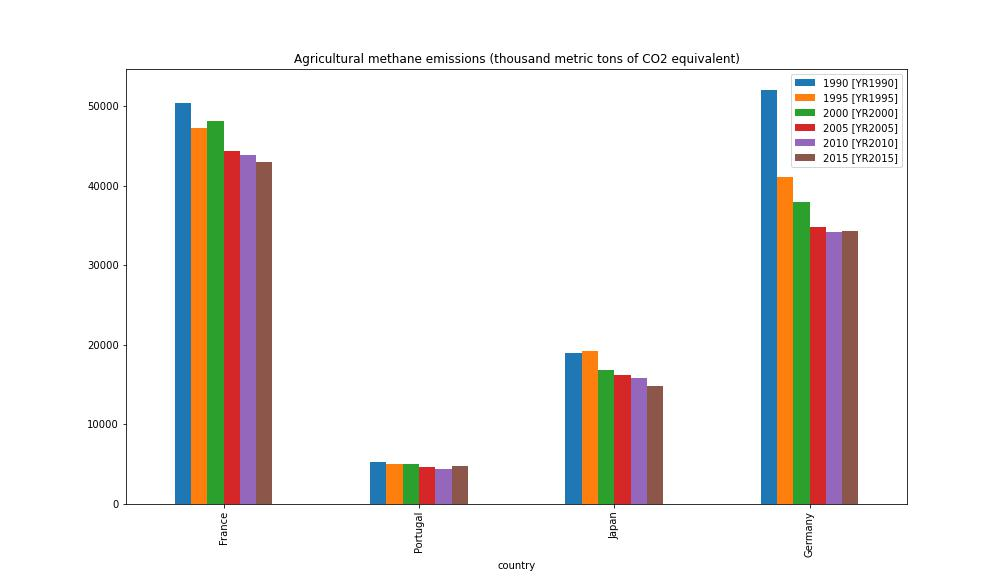 Agricultural methane emissions (thousand metric tons of CO2 equivalent)
1990 [YR1990]
1995 [YR1995]
2000 [YR2000]
2005 [YR2005]
2010 [YR2010]
2015 [YR2015]
50000
40000
30000
20000
10000
0
France
Portugal
Japan
Germany
country